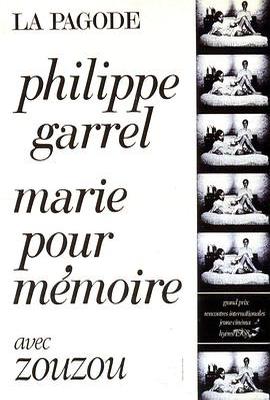 LA PAGODE
philippe
garrel
marie
pour
mémoire
avec
zouzou
grand prix
rencontres internationales
jeune cinéma
hyères 1968